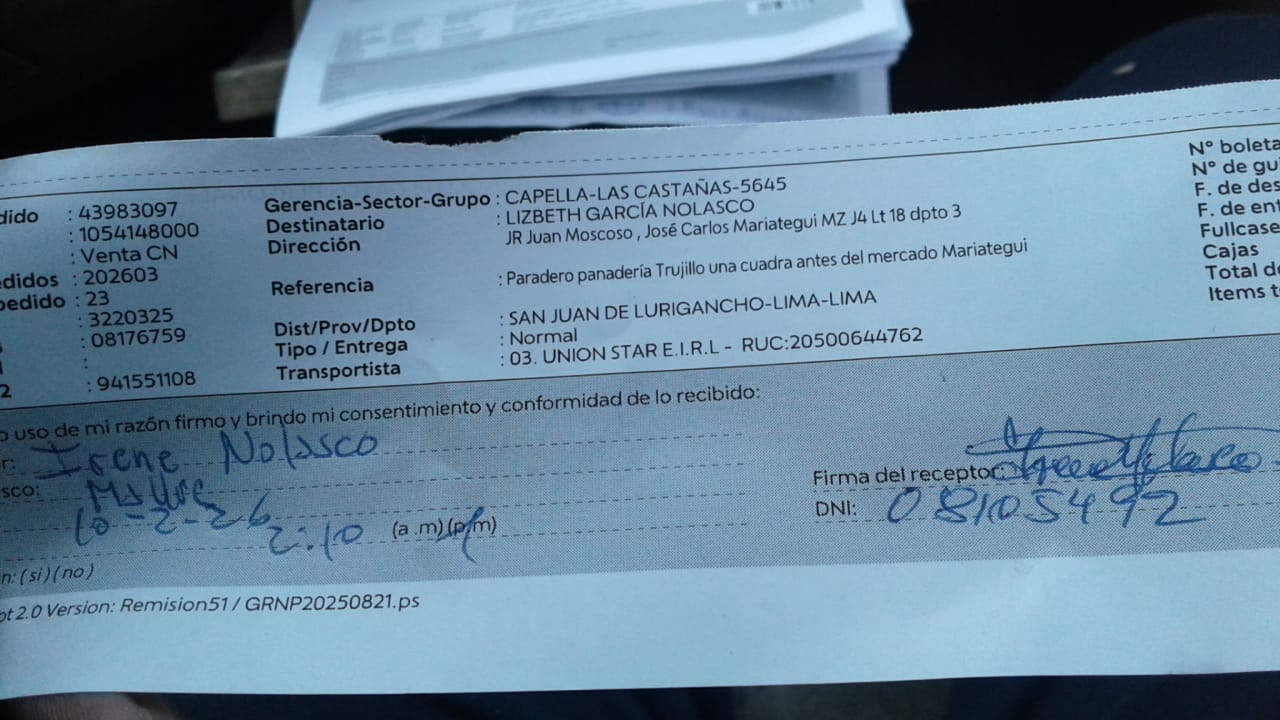 dido : 43983097
: 1054148000
: Venta CN
edidos : 202603
pedido : 23
: 3220325
: 08176759
:
2 : 941551108
Gerencia-Sector-Grupo : CAPELLA-LAS CASTAÑAS-5645
Destinatario : LIZBETH GARCÍA NOLASCO
Dirección JR Juan Moscoso , José Carlos Mariategui MZ J4 Lt 18 dpto 3
Referencia : Paradero panadería Trujillo una cuadra antes del mercado Mariategui
Dist/Prov/Dpto : SAN JUAN DE LURIGANCHO-LIMA-LIMA
Tipo / Entrega : Normal
Transportista : 03. UNION STAR E.I.R.L - RUC:20500644762
N° boleta
N° de gu
F. de des
F. de ent
Fullcase
Cajas
Total de
Items t
o uso de mi razón firmo y brindo mi consentimiento y conformidad de lo recibido:
r: Irene Nolasco
sco:
10-2-26
2:10 (a .m) (p/m)
Firma del receptor:
DNI: 08105492
n: ( si ) ( no )
pt 2.0 Version: Remision51 / GRNP20250821.ps